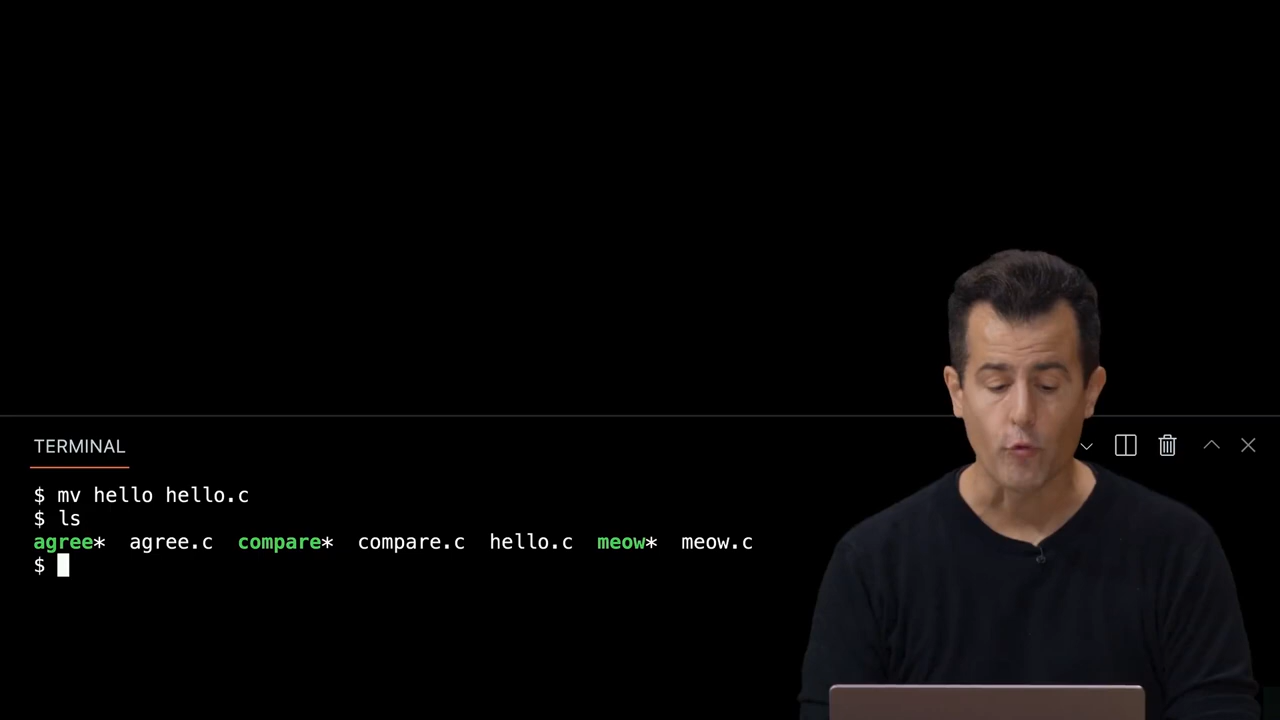 TERMINAL
$ mv hello hello.c
$ ls
agree* agree.c compare* compare.c hello.c meow* meow.c
$